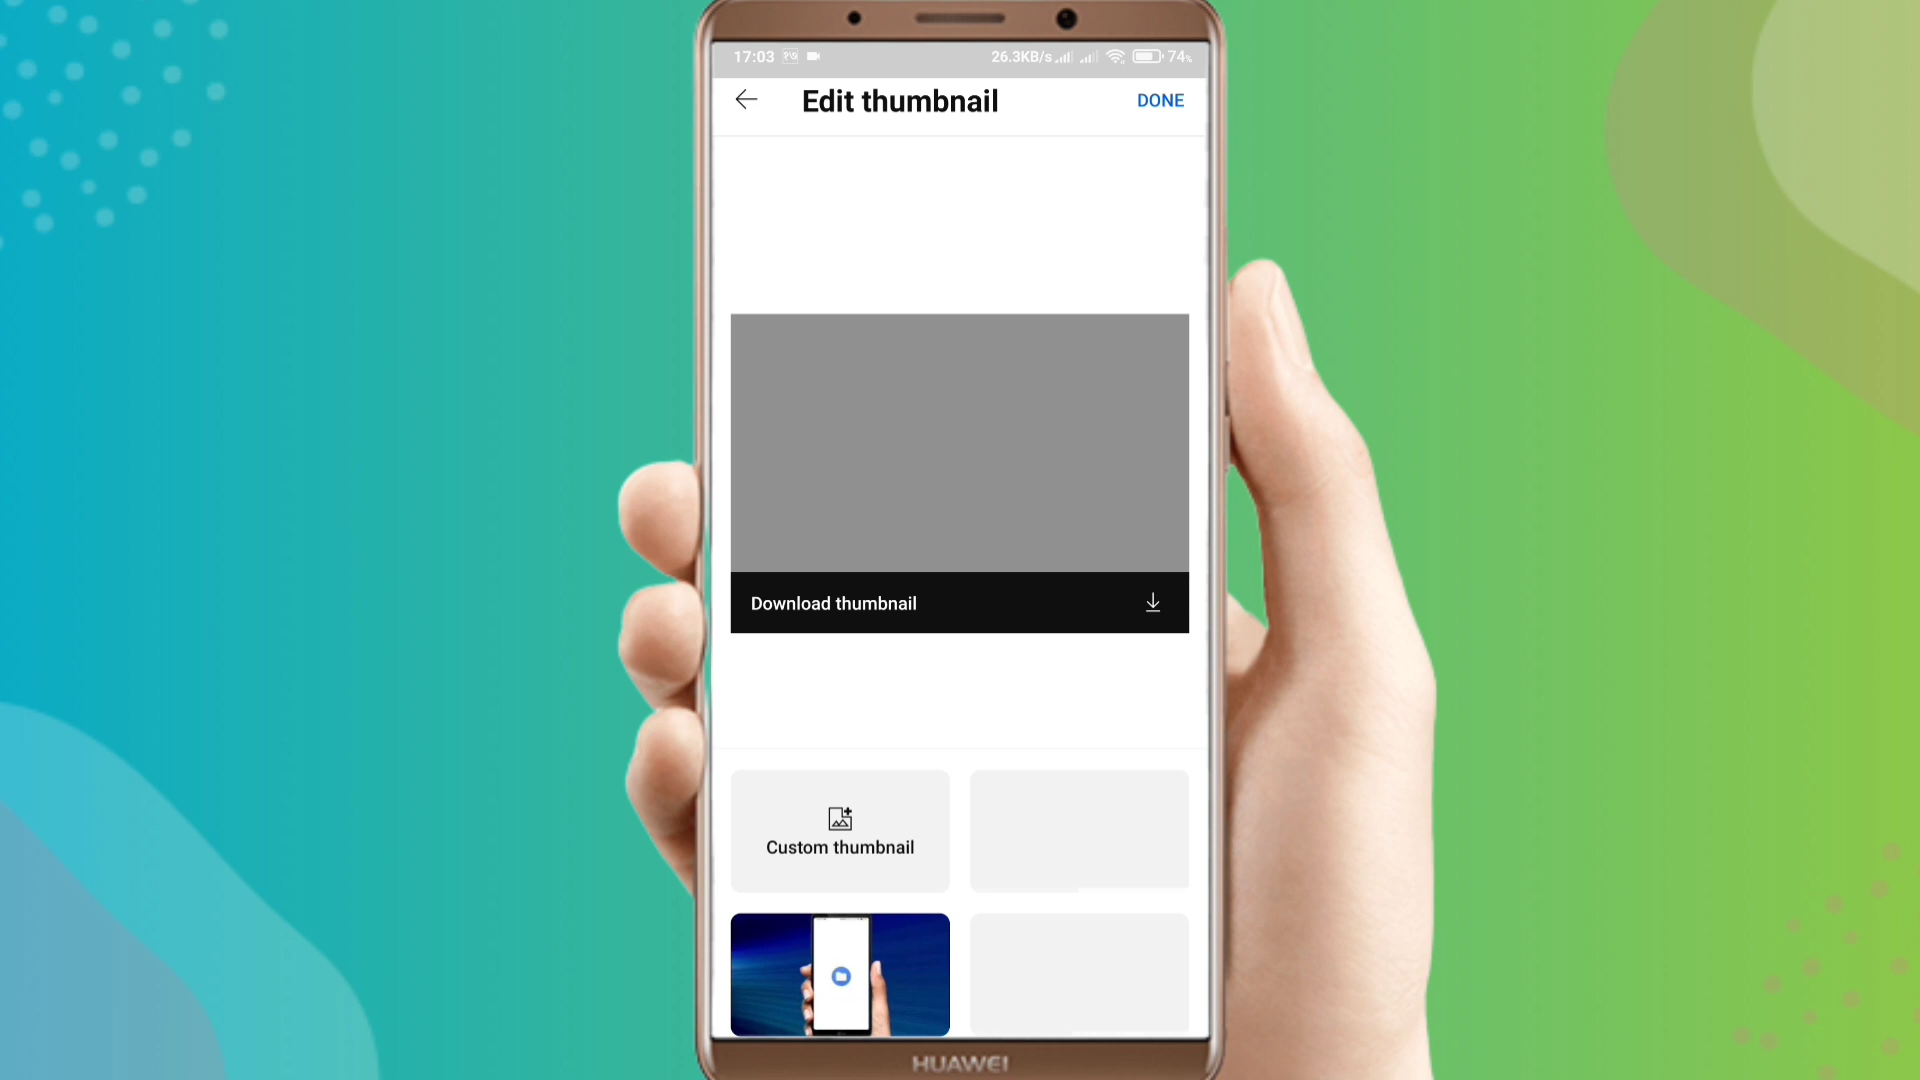 17:03 26.3KB/s 74%
Edit thumbnail DONE
Download thumbnail
Custom thumbnail
HUAWEI